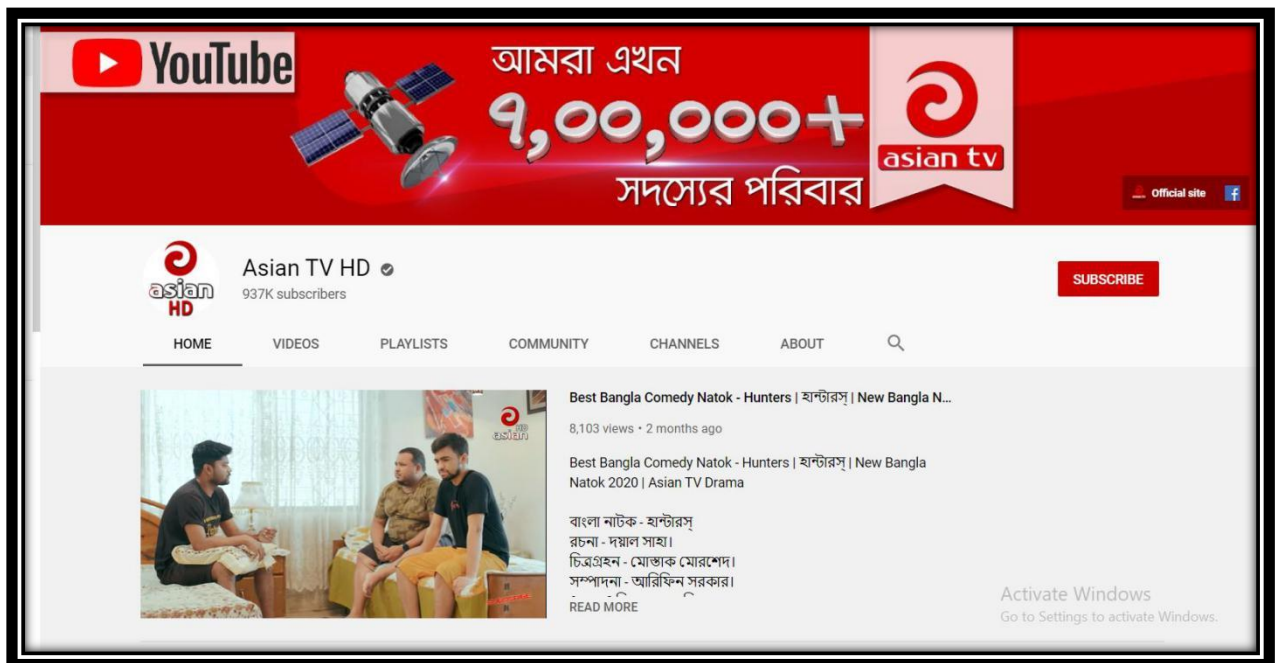 YouTube
আমরা এখন
৭,০০,০০০+
সদস্যের পরিবার
asian tv
Official site
asian
HD
Asian TV HD
937K subscribers
SUBSCRIBE
HOME VIDEOS PLAYLISTS COMMUNITY CHANNELS ABOUT
HD
asian
Best Bangla Comedy Natok - Hunters | হান্টারস্ | New Bangla N...
8,103 views • 2 months ago
Best Bangla Comedy Natok - Hunters | হান্টারস্ | New Bangla
Natok 2020 | Asian TV Drama
বাংলা নাটক - হান্টারস্
রচনা - দয়াল সাহা।
চিত্রগ্রহন - মোস্তাক মোরশেদ।
সম্পাদনা - আরিফিন সরকার।
READ MORE
Activate Windows
Go to Settings to activate Windows.